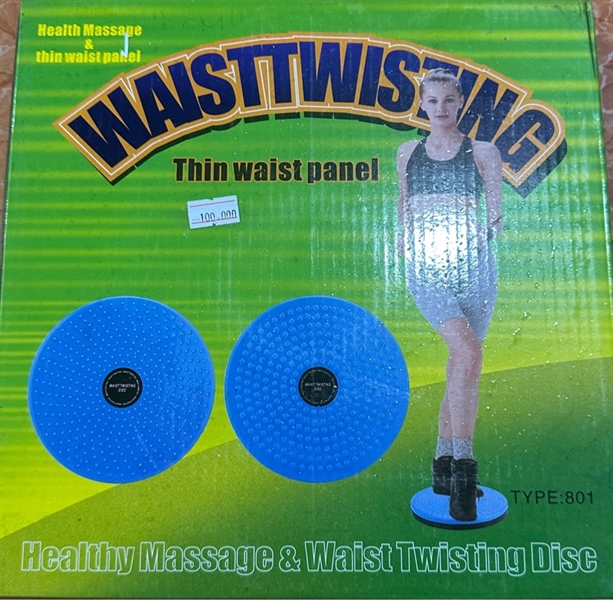 Health Massage
&
thin waist panel
WAISTTWISTING
Thin waist panel
100.000
WAISTTWISTING
DISC
WAISTTWISTING
DISC
TYPE:801
Healthy Massage & Waist Twisting Disc